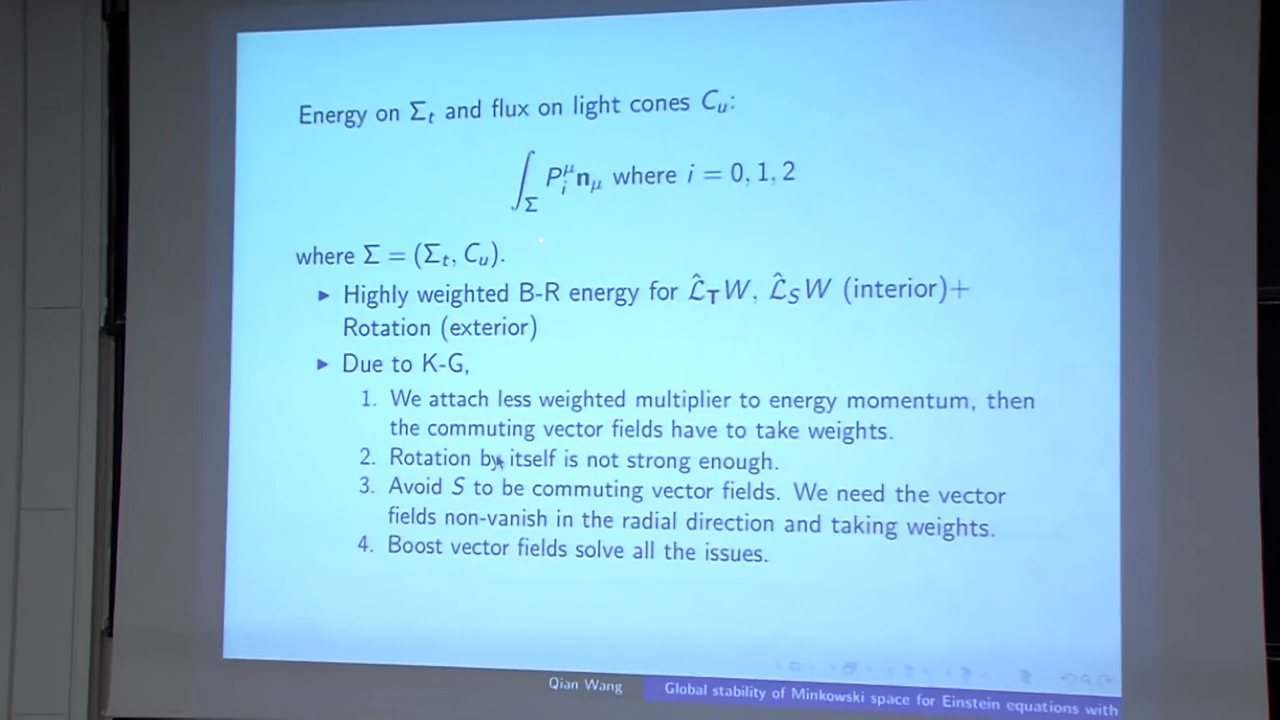 Energy on Σ_t and flux on light cones C_u:
∫_Σ P_i^μ n_μ where i = 0, 1, 2
where Σ = (Σ_t, C_u).
▶ Highly weighted B-R energy for L̂_T W, L̂_S W (interior)+
Rotation (exterior)
▶ Due to K-G,
1. We attach less weighted multiplier to energy momentum, then
the commuting vector fields have to take weights.
2. Rotation by itself is not strong enough.
3. Avoid S to be commuting vector fields. We need the vector
fields non-vanish in the radial direction and taking weights.
4. Boost vector fields solve all the issues.
Qian Wang
Global stability of Minkowski space for Einstein equations with